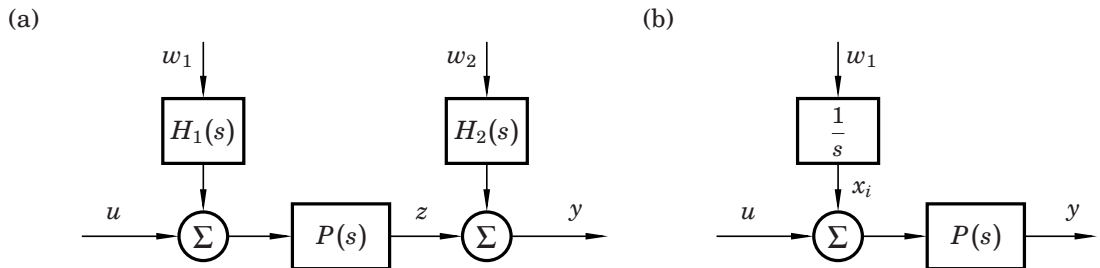 (a) (b)
w₁ w₂ w₁
H₁(s) H₂(s) 1/s
xᵢ
u z y u y
Σ P(s) Σ Σ P(s)